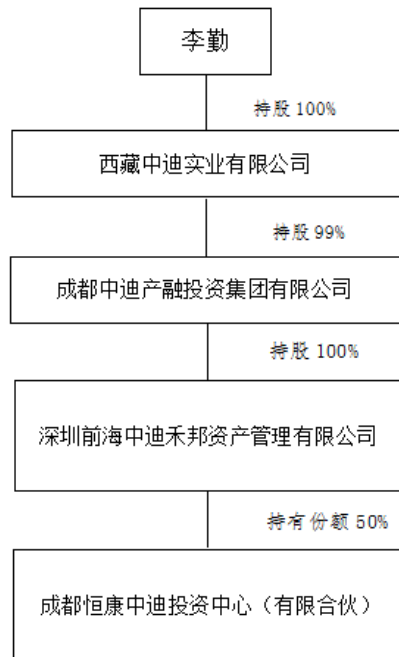 李勤
持股 100%
西藏中迪实业有限公司
持股 99%
成都中迪产融投资集团有限公司
持股 100%
深圳前海中迪禾邦资产管理有限公司
持有份额 50%
成都恒康中迪投资中心（有限合伙）